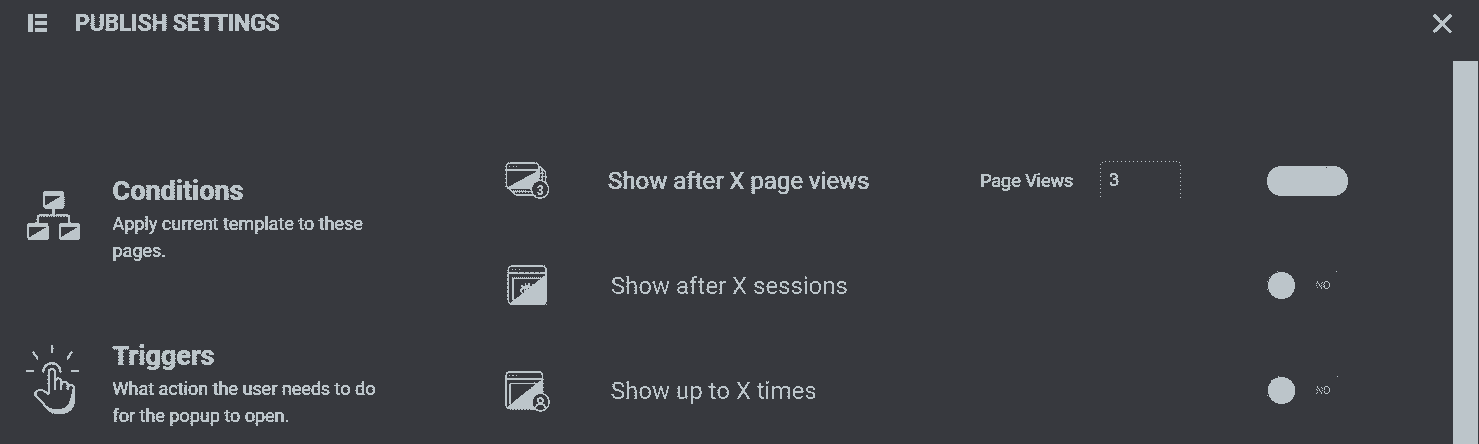 PUBLISH SETTINGS
Conditions
Apply current template to these
pages.
Triggers
What action the user needs to do
for the popup to open.
3
Show after X page views
Page Views
3
Show after X sessions
NO
Show up to X times
NO